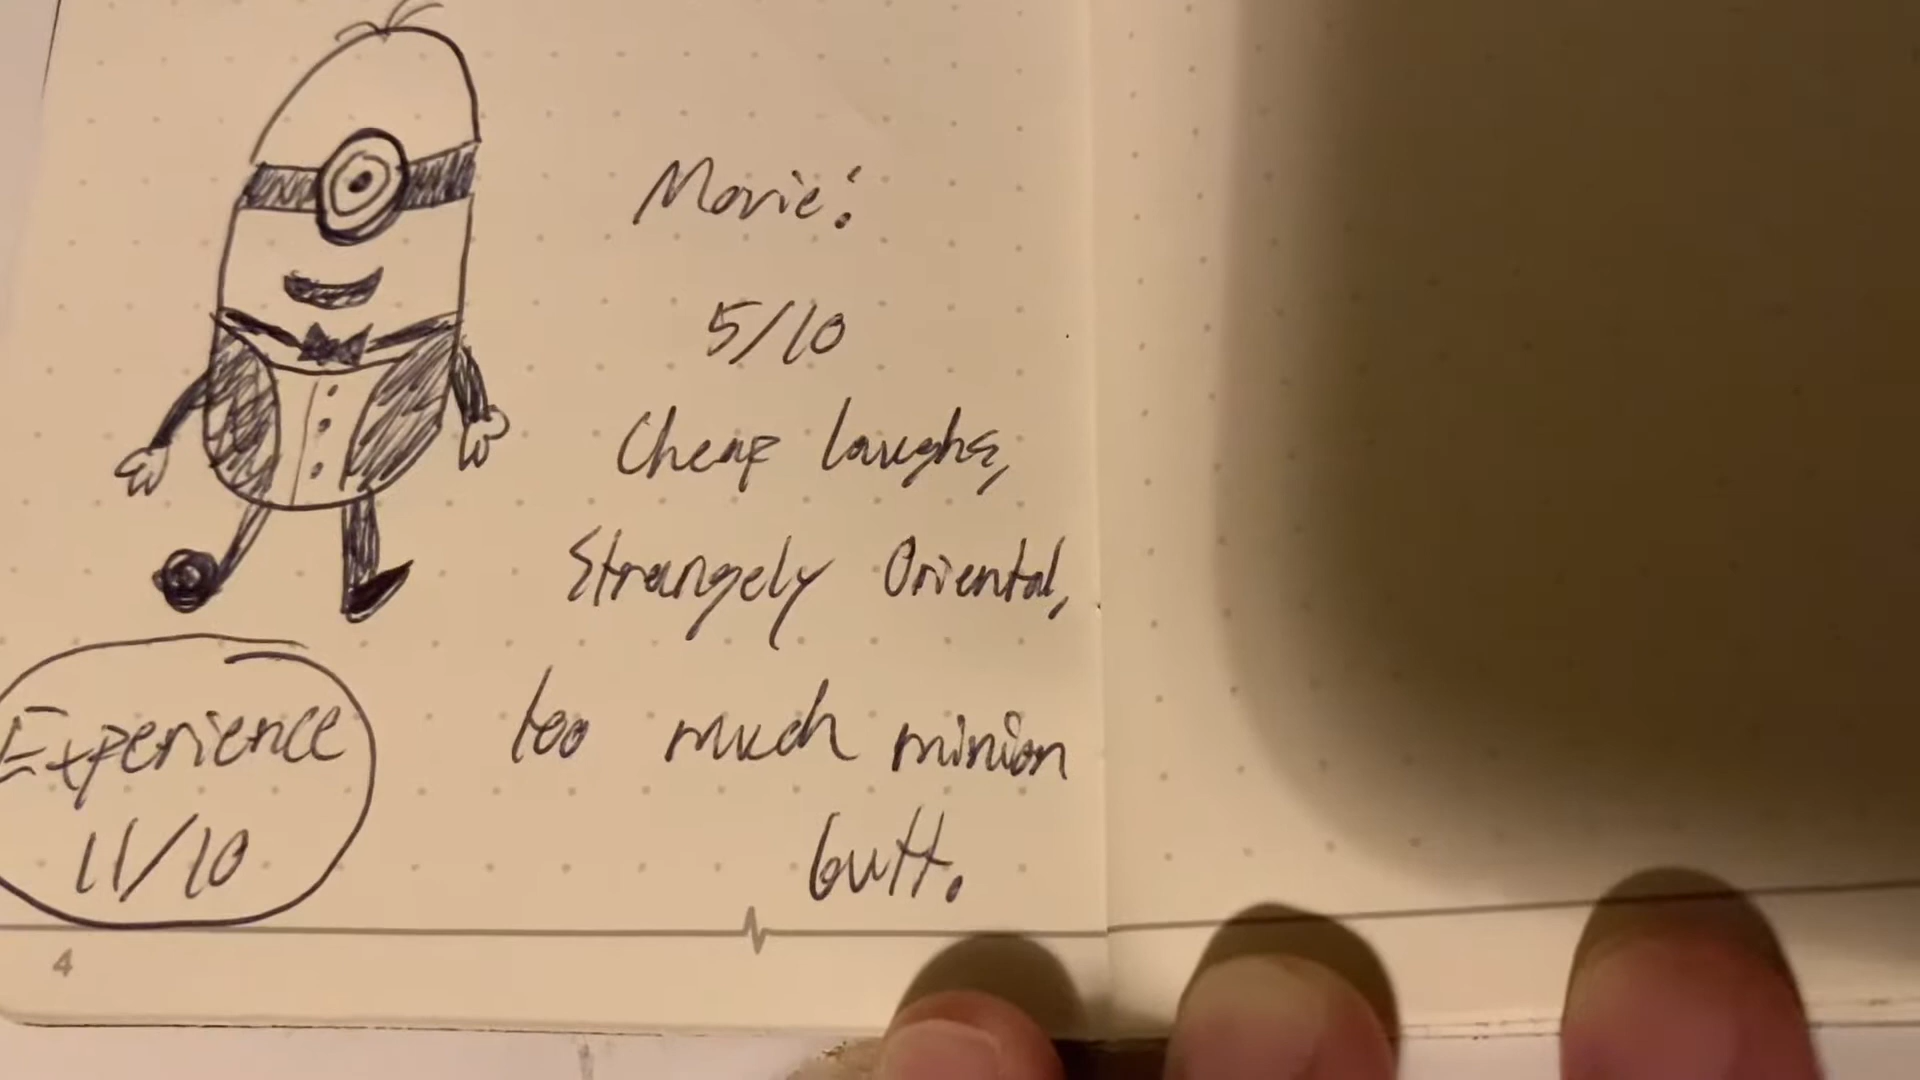 Movie:
5/10
Cheap laughs,
Strangely Oriental,
too much minion
butt.
Experience
11/10
4